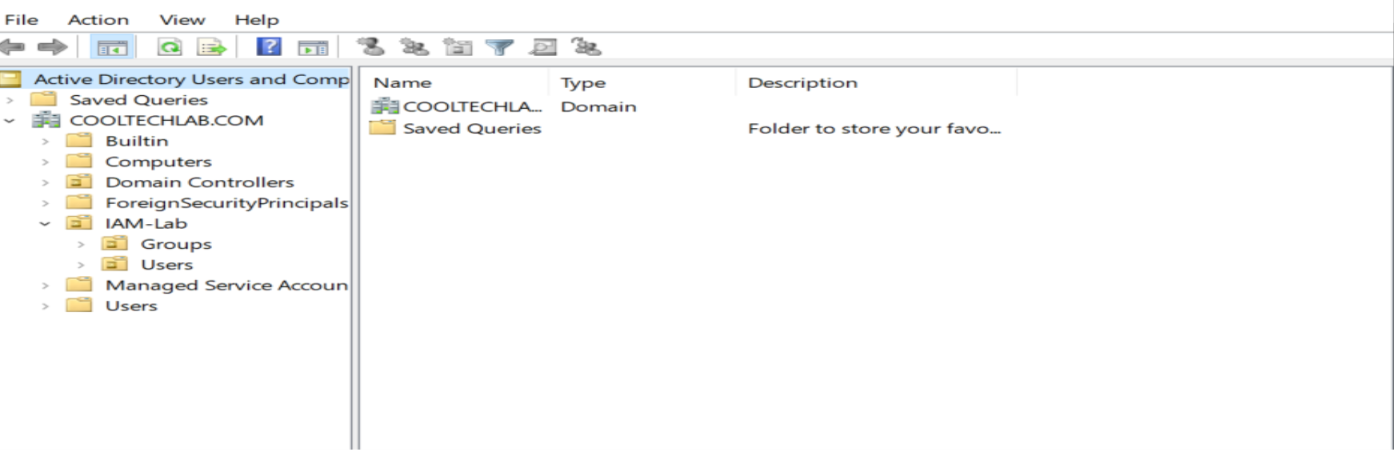 File Action View Help
Active Directory Users and Comp
Saved Queries
COOLTECHLAB.COM
Builtin
Computers
Domain Controllers
ForeignSecurityPrincipals
IAM-Lab
Groups
Users
Managed Service Accoun
Users
Name Type Description
COOLTECHLA... Domain
Saved Queries Folder to store your favo...